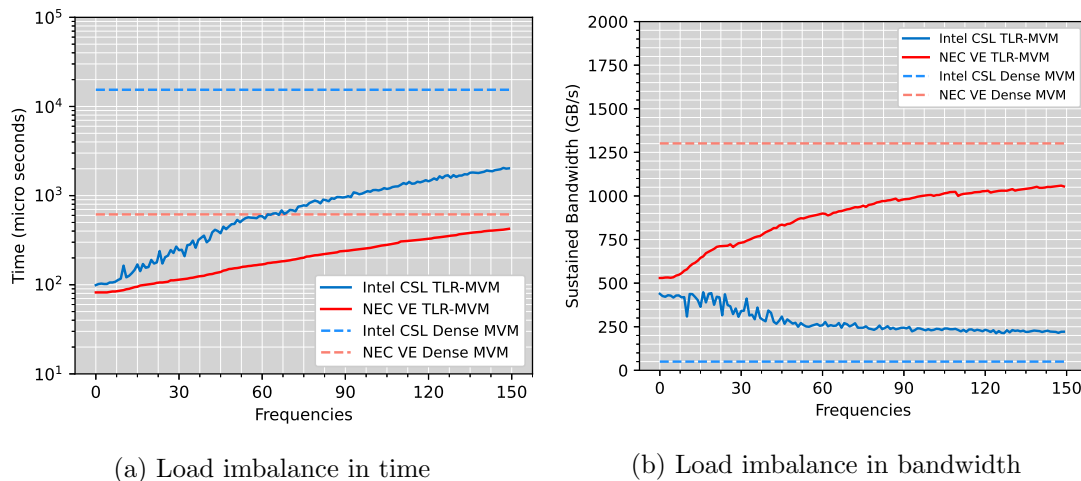 10^5
10^4
10^3
10^2
10^1
Time (micro seconds)
0 30 60 90 120 150
Frequencies
Intel CSL TLR-MVM
NEC VE TLR-MVM
Intel CSL Dense MVM
NEC VE Dense MVM
(a) Load imbalance in time
2000
1750
1500
1250
1000
750
500
250
0
Sustained Bandwidth (GB/s)
0 30 60 90 120 150
Frequencies
Intel CSL TLR-MVM
NEC VE TLR-MVM
Intel CSL Dense MVM
NEC VE Dense MVM
(b) Load imbalance in bandwidth